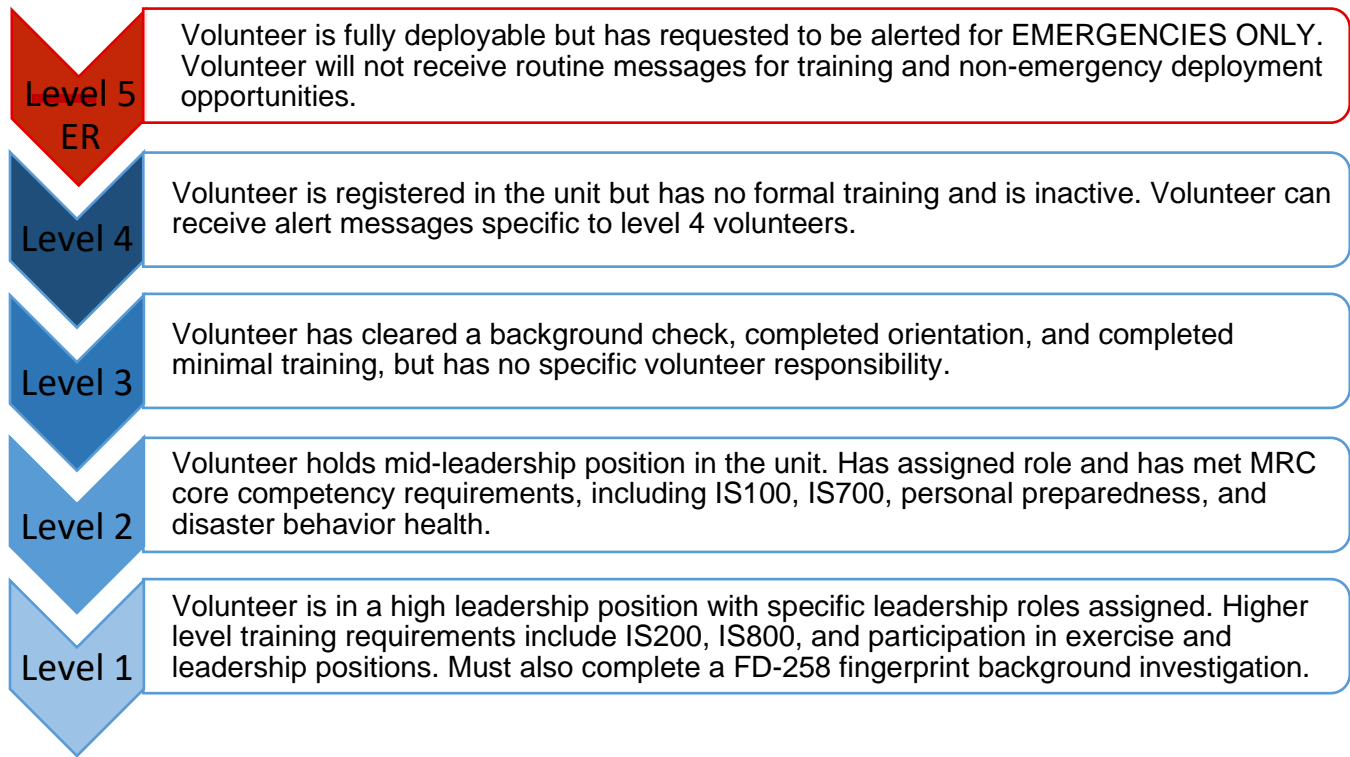 Level 5
ER
Volunteer is fully deployable but has requested to be alerted for EMERGENCIES ONLY.
Volunteer will not receive routine messages for training and non-emergency deployment
opportunities.
Level 4
Volunteer is registered in the unit but has no formal training and is inactive. Volunteer can
receive alert messages specific to level 4 volunteers.
Level 3
Volunteer has cleared a background check, completed orientation, and completed
minimal training, but has no specific volunteer responsibility.
Level 2
Volunteer holds mid-leadership position in the unit. Has assigned role and has met MRC
core competency requirements, including IS100, IS700, personal preparedness, and
disaster behavior health.
Level 1
Volunteer is in a high leadership position with specific leadership roles assigned. Higher
level training requirements include IS200, IS800, and participation in exercise and
leadership positions. Must also complete a FD-258 fingerprint background investigation.